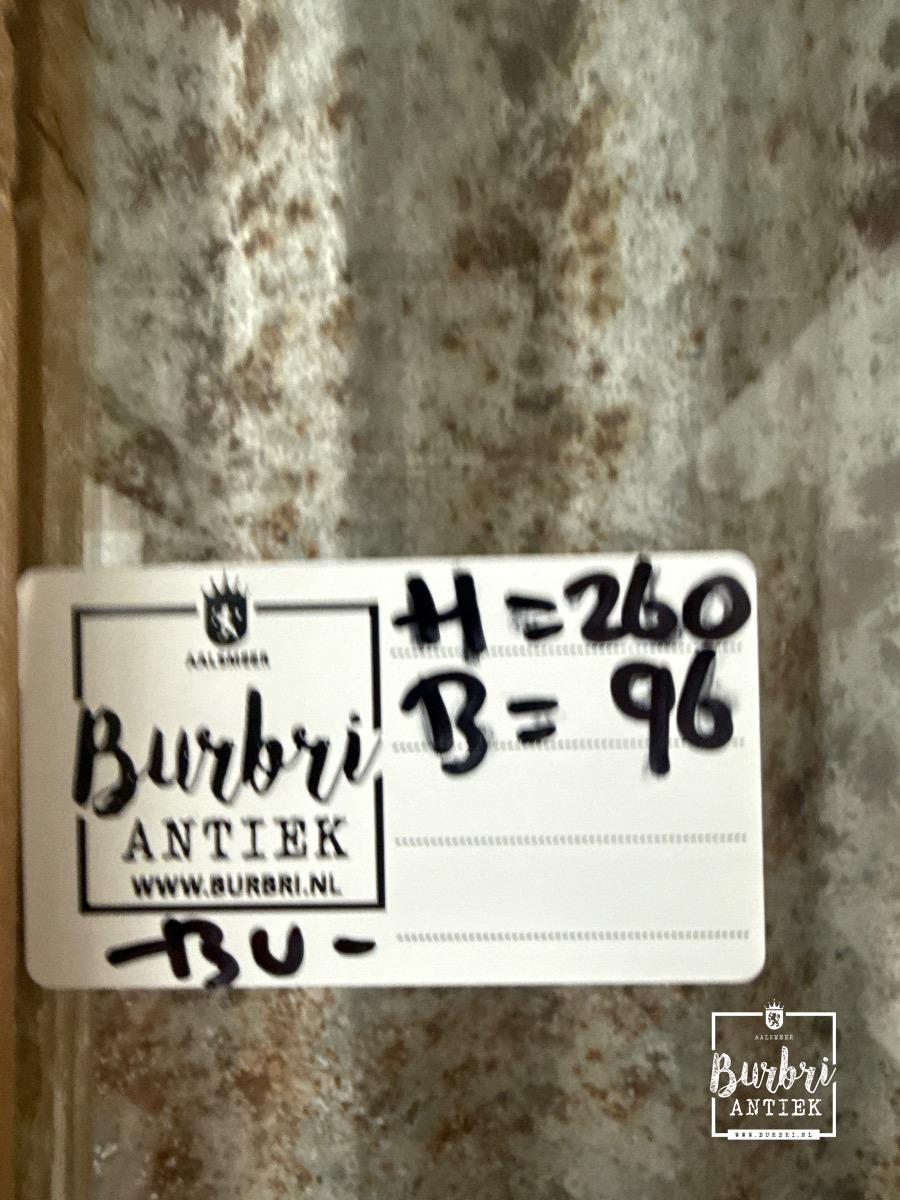 AALSMEER
Burbri
ANTIEK
WWW.BURBRI.NL
-BU-
H = 260
B = 96
AALSMEER
Burbri
ANTIEK
WWW.BURBRI.NL